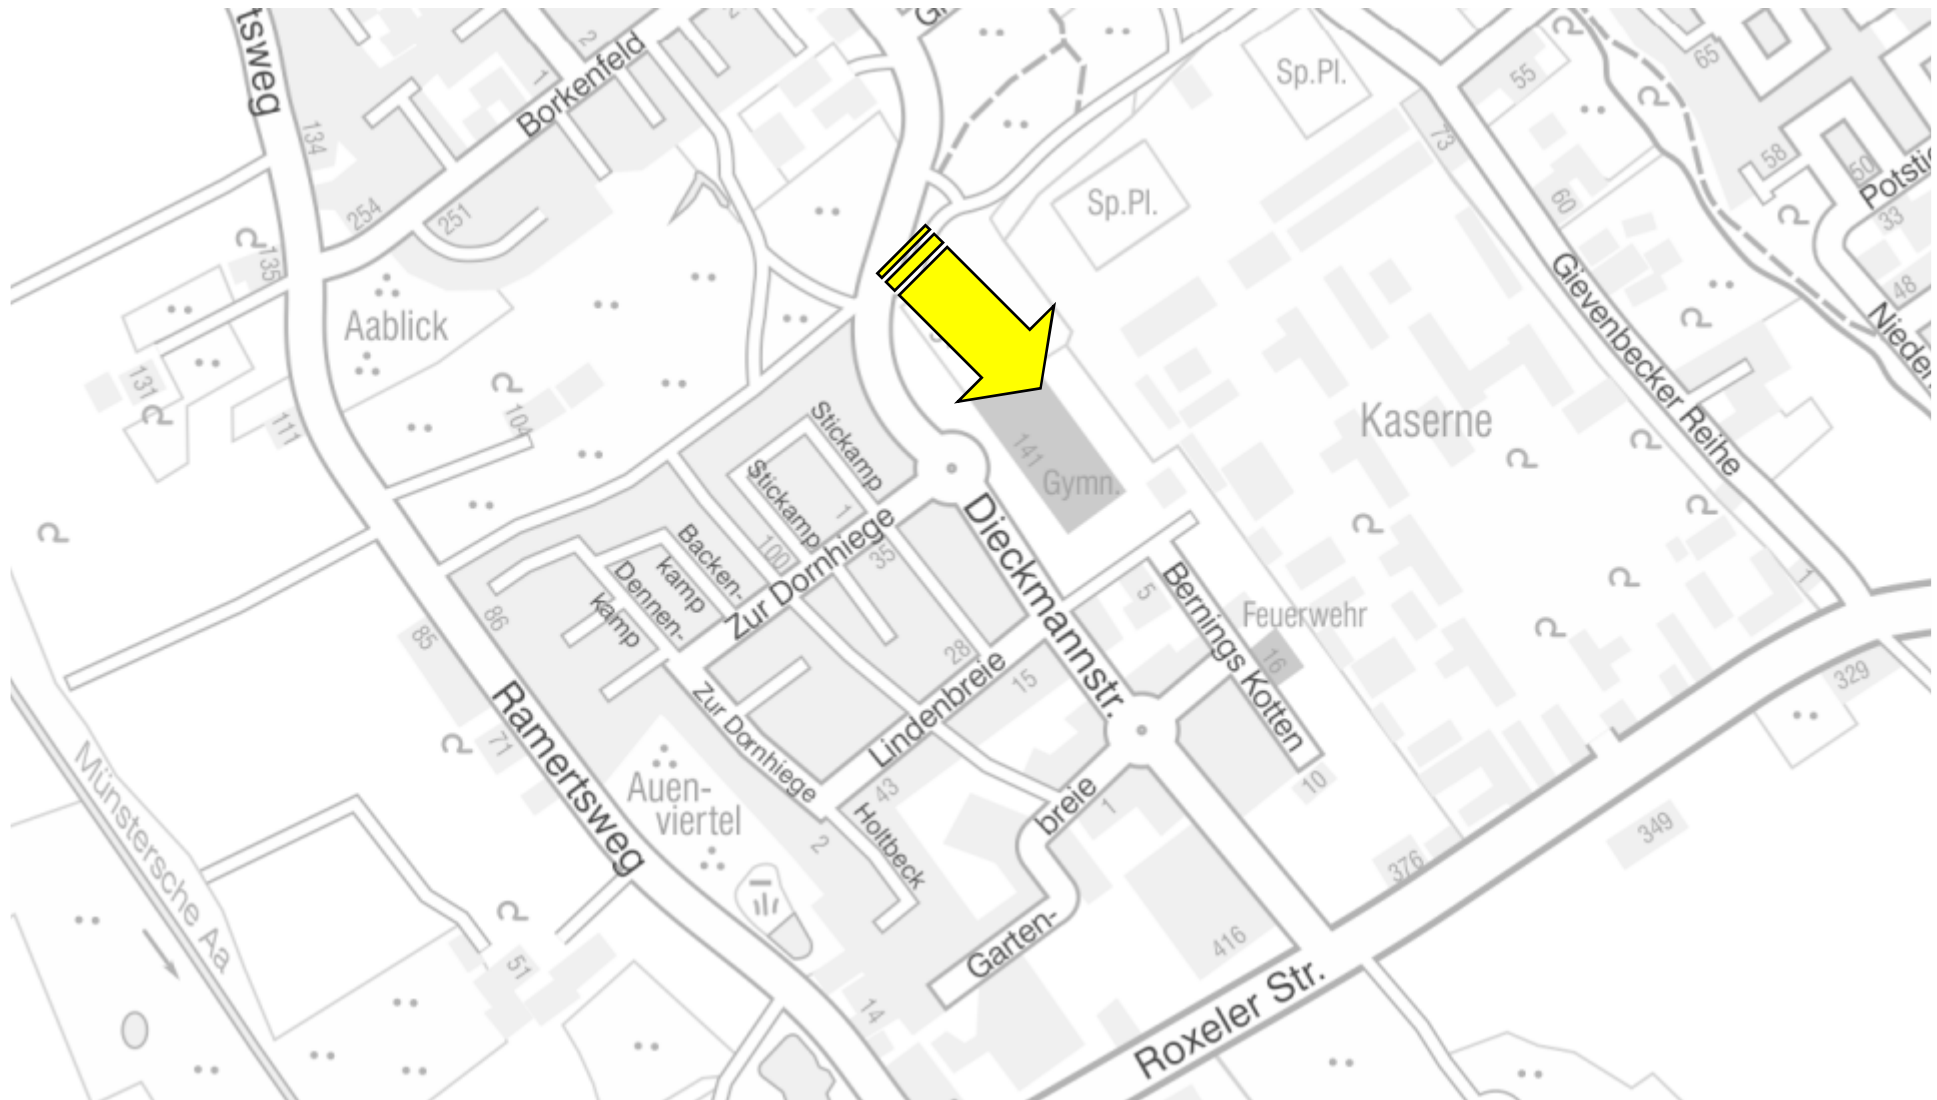 tsweg
134
2
1
Borkenfeld
Sp.Pl.
55
65
73
58
50
60
33
48
Sp.Pl.
254
251
135
Aablick
131
111
104
Gievenbecker Reihe
Kaserne
Stickamp
Stickamp
1
141
Gymn.
Backen-
kamp
Dennen-
kamp
100
35
Zur Dornhiege
Dieckmannstr.
86
85
28
15
5
Bernings Kotten
Feuerwehr
16
1
329
Lindenbreie
Zur Dornhiege
Ramertsweg
71
Auen-
viertel
43
2
Holtbeck
breie
1
10
376
349
Münstersche Aa
51
Garten-
416
14
Roxeler Str.